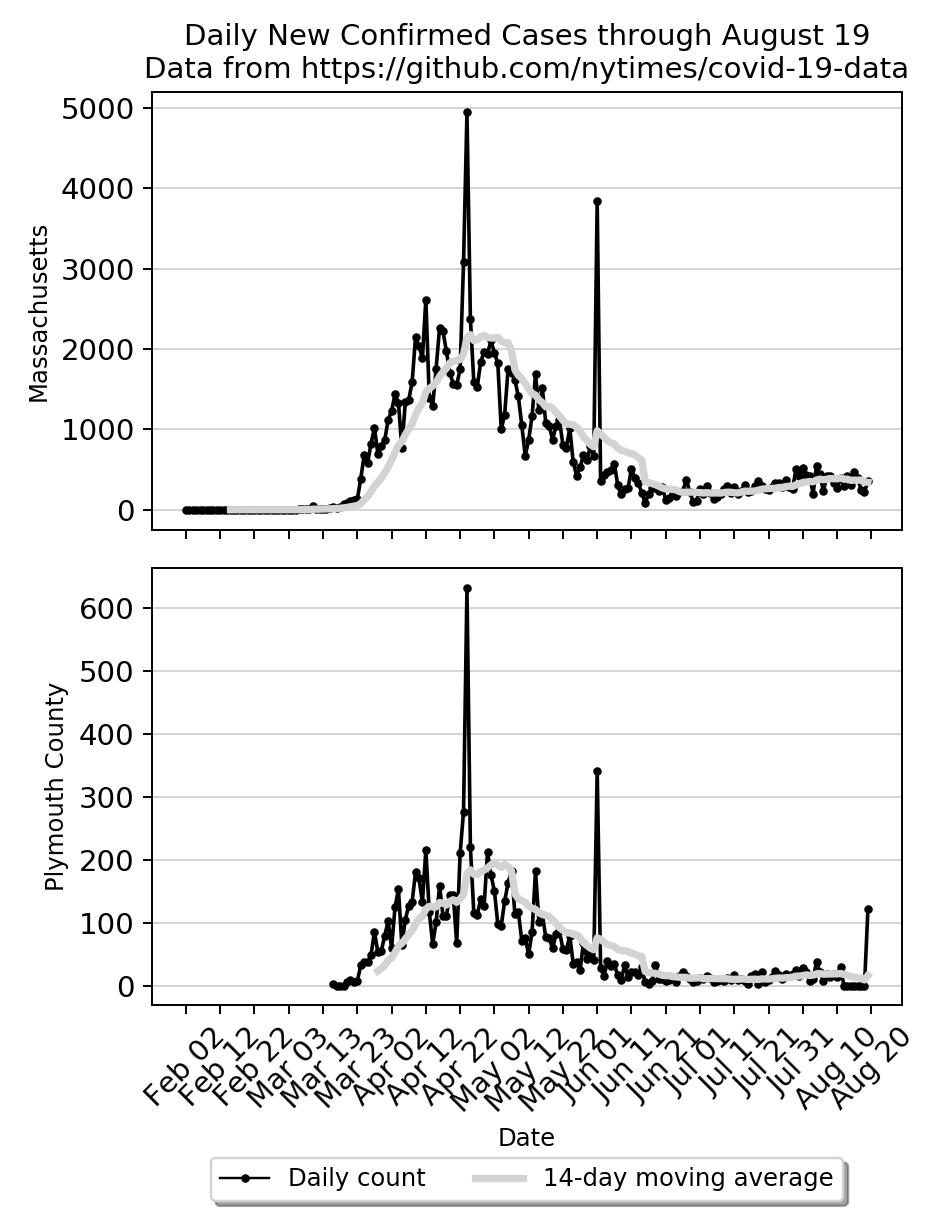 Daily New Confirmed Cases through August 19
Data from https://github.com/nytimes/covid-19-data
5000
4000
3000
2000
1000
0
Massachusetts
600
500
400
300
200
100
0
Plymouth County
Feb 02
Feb 12
Feb 22
Mar 03
Mar 13
Mar 23
Apr 02
Apr 12
Apr 22
May 02
May 12
May 22
Jun 01
Jun 11
Jun 21
Jul 01
Jul 11
Jul 21
Jul 31
Aug 10
Aug 20
Date
Daily count
14-day moving average